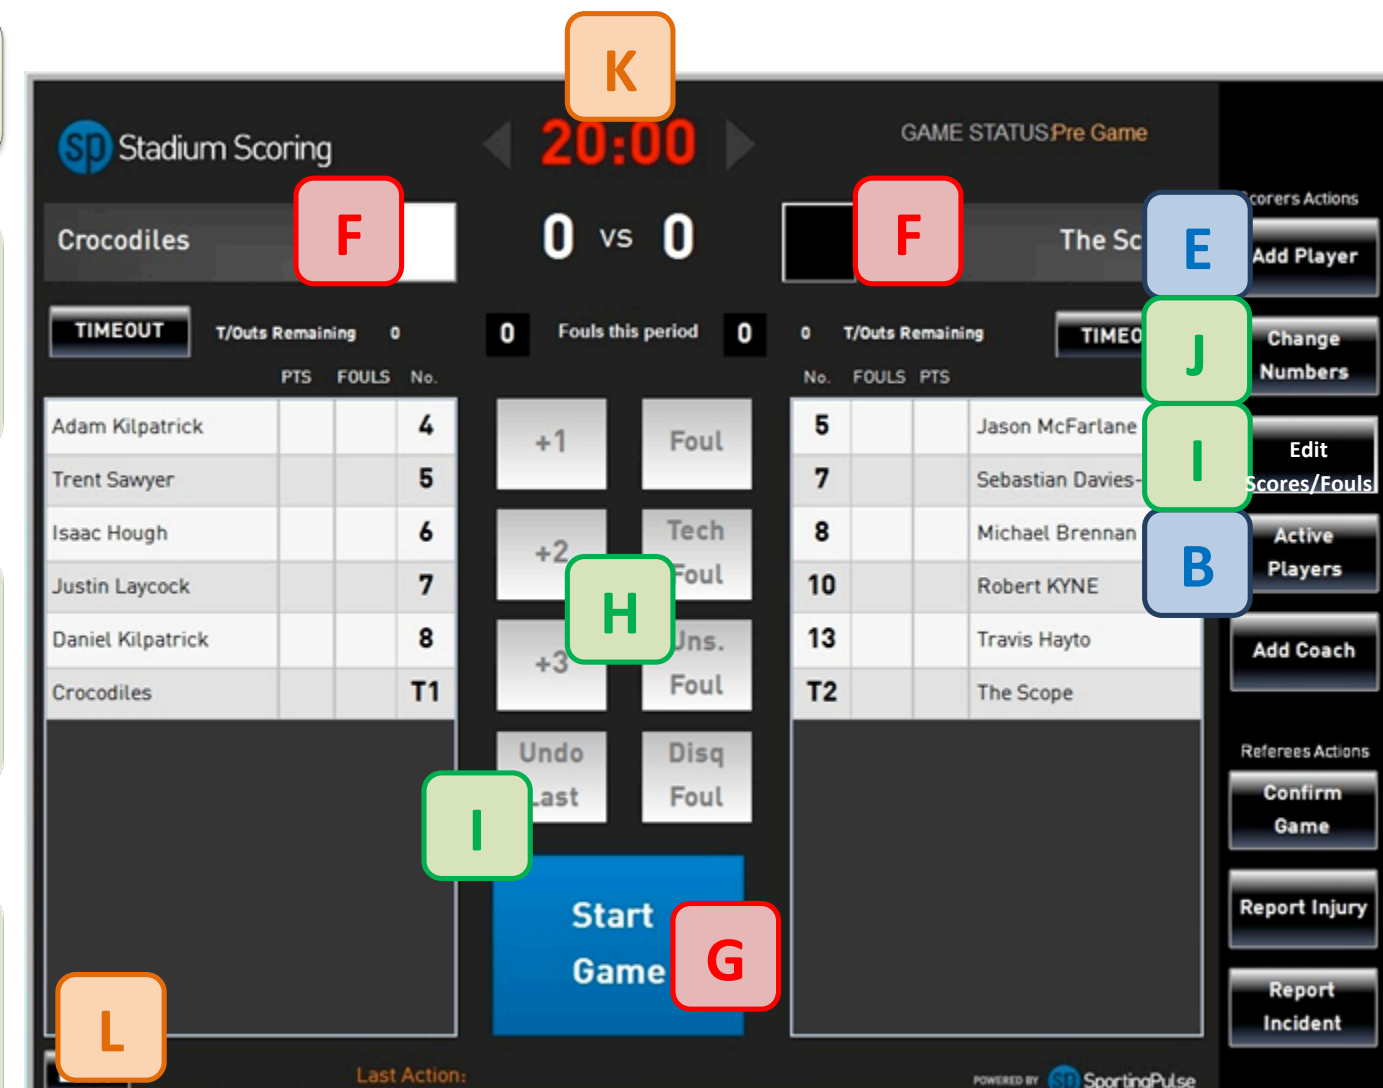 K
sp Stadium Scoring
20:00
GAME STATUS:Pre Game
Crocodiles
F
0 vs 0
F
The Sc
TIMEOUT
T/Outs Remaining 0
0 Fouls this period 0
0 T/Outs Remaining
TIMEO
PTS FOULS No.
No. FOULS PTS
Adam Kilpatrick 4
Trent Sawyer 5
Isaac Hough 6
Justin Laycock 7
Daniel Kilpatrick 8
Crocodiles T1
+1 Foul
+2 Tech
Foul
H
+3 Uns.
Foul
Undo Disq
Last Foul
I
Start
Game
G
5 Jason McFarlane
7 Sebastian Davies-
8 Michael Brennan
10 Robert KYNE
13 Travis Hayto
T2 The Scope
Scorers Actions
E
Add Player
J
Change
Numbers
I
Edit
Scores/Fouls
B
Active
Players
Add Coach
Referees Actions
Confirm
Game
Report Injury
Report
Incident
L
Last Action:
POWERED BY sp SportingPulse